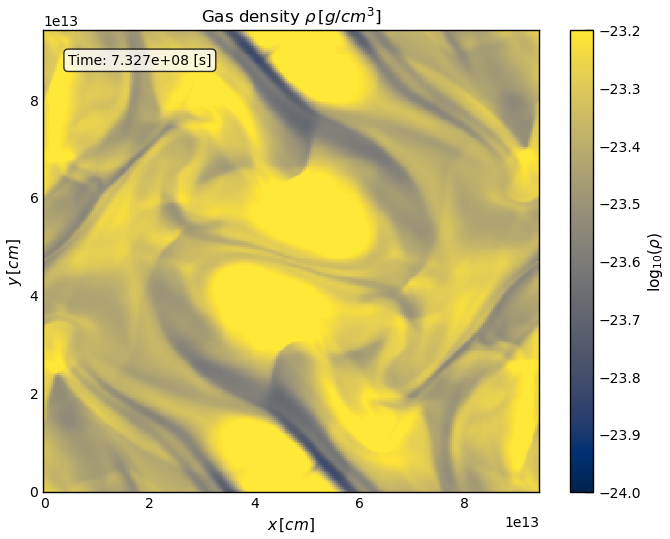 Gas density ρ [g/cm³]
1e13
Time: 7.327e+08 [s]
8
6
4
2
0
y [cm]
0 2 4 6 8
1e13
x [cm]
−23.2
−23.3
−23.4
−23.5
−23.6
−23.7
−23.8
−23.9
−24.0
log₁₀(ρ)